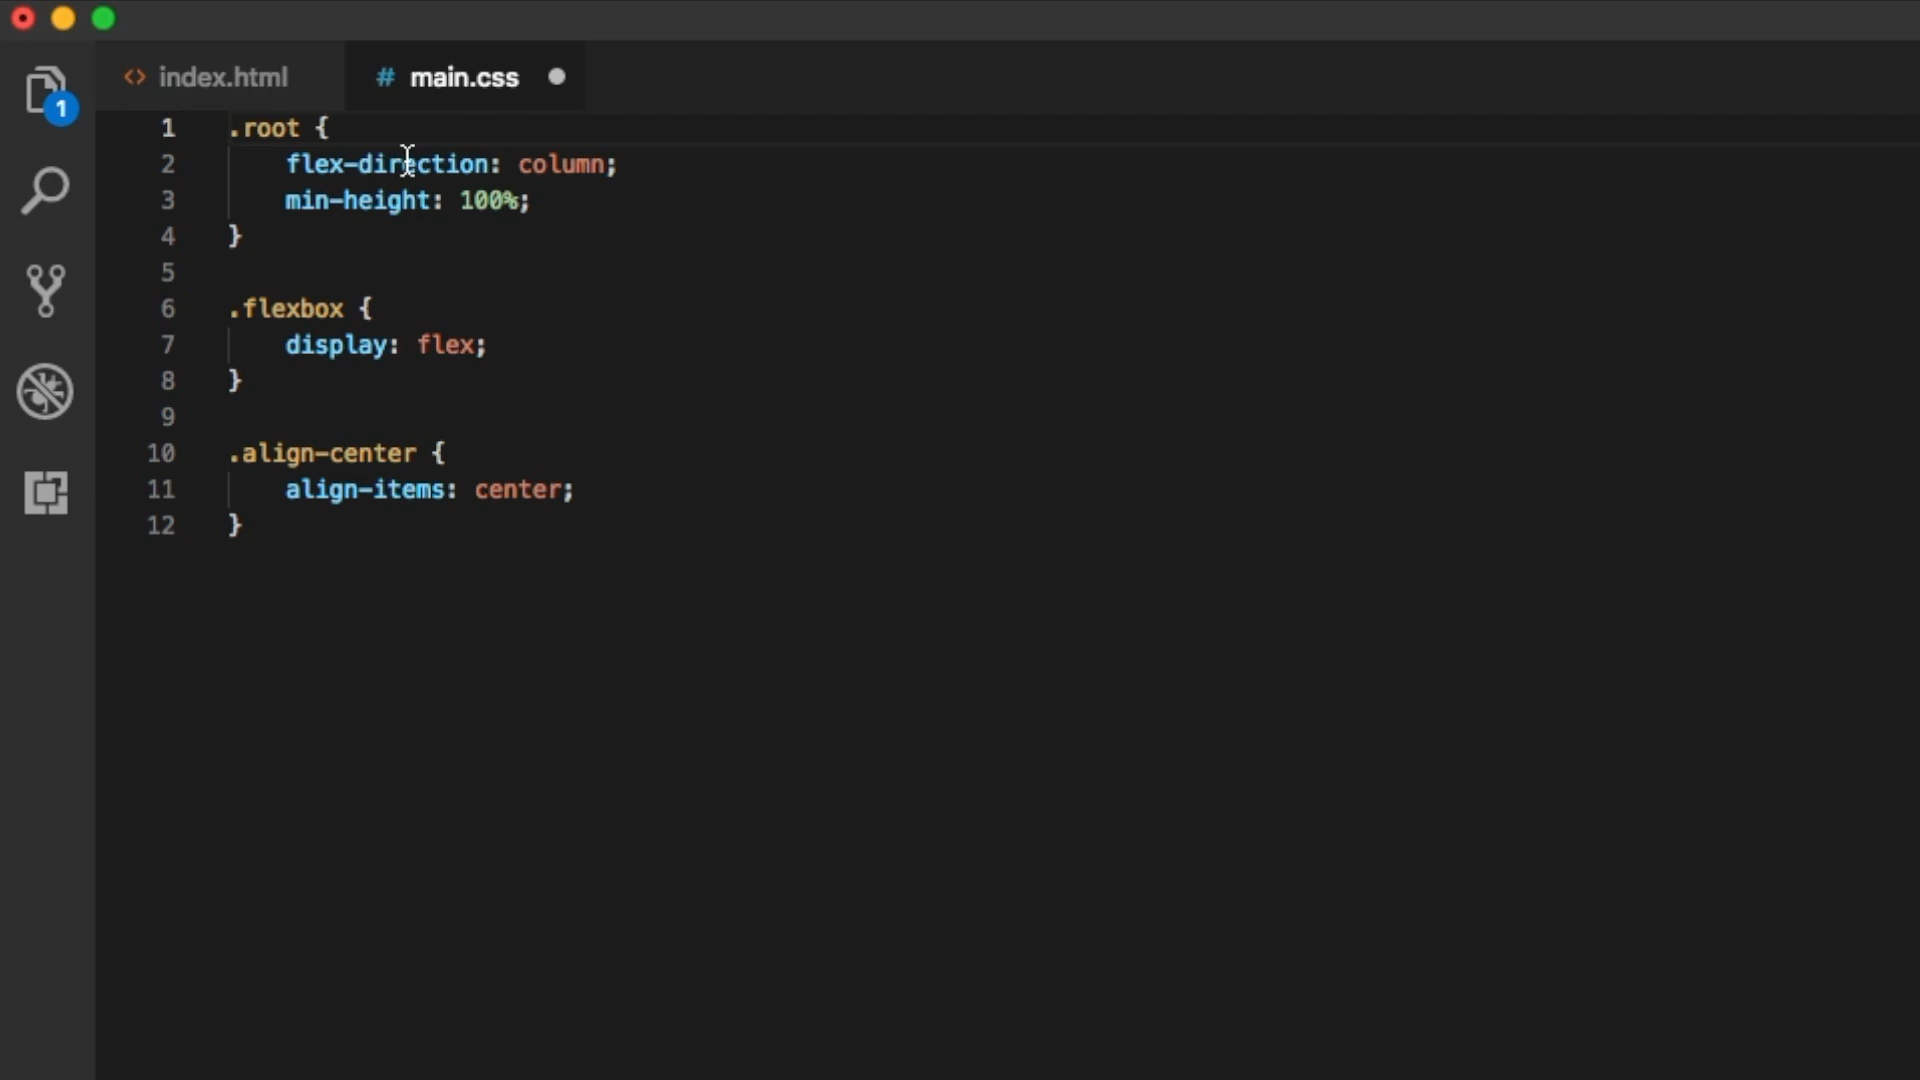 index.html
# main.css
1
1 .root {
2 flex-direction: column;
3 min-height: 100%;
4 }
5
6 .flexbox {
7 display: flex;
8 }
9
10 .align-center {
11 align-items: center;
12 }